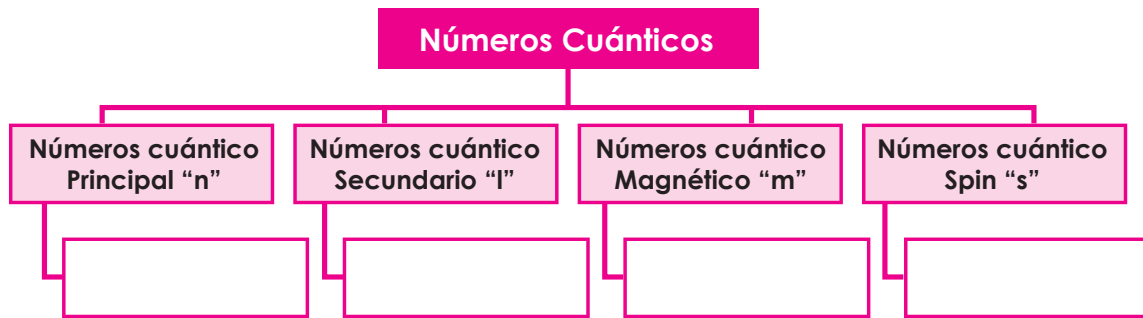 Números Cuánticos
Números cuántico
Principal “n”
Números cuántico
Secundario “l”
Números cuántico
Magnético “m”
Números cuántico
Spin “s”